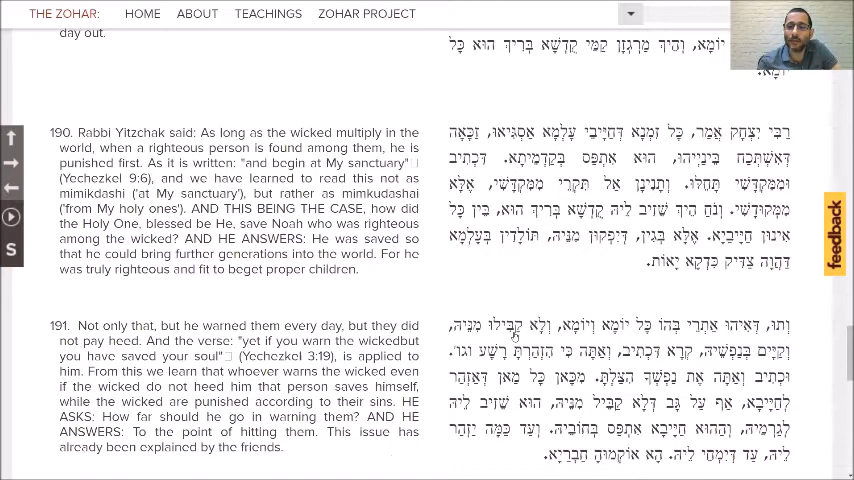 THE ZOHAR: HOME ABOUT TEACHINGS ZOHAR PROJECT
day out.
יוֹמָא, וְהֵיךְ מַרְגְּזָן קַמֵּי קֻדְשָׁא בְּרִיךְ הוּא כָּל
יוֹמָא.
190. Rabbi Yitzchak said: As long as the wicked multiply in the
world, when a righteous person is found among them, he is
punished first. As it is written: "and begin at My sanctuary"
(Yechezkel 9:6), and we have learned to read this not as
mimikdashi ('at My sanctuary'), but rather as mimkudashai
('from My holy ones'). AND THIS BEING THE CASE, how did
the Holy One, blessed be He, save Noah who was righteous
among the wicked? AND HE ANSWERS: He was saved so
that he could bring further generations into the world. For he
was truly righteous and fit to beget proper children.
רַבִּי יִצְחָק אֲמַר, כָּל זִמְנָא דְּחַיָּיבֵי עָלְמָא אַסְגִּיאוּ, זַכָּאָה
דְּאִשְׁתְּכַח בֵּינַיְיהוּ, הוּא אִתְפַּס בְּקַדְמֵיתָא. דִּכְתִיב
וּמִמִּקְדָּשִׁי תָּחֵלּוּ. וְתָנֵינָן אַל תִּקְרֵי מִמִּקְדָּשִׁי, אֶלָּא
מִמְּקוּדָּשַׁי. וְנֹחַ הֵיךְ שֵׁזִיב לֵיהּ קֻדְשָׁא בְּרִיךְ הוּא, בֵּין כָּל
אִינוּן חַיָּיבַיָא. אֶלָּא בְּגִין, דְּיִפְקוּן מִנֵּיהּ, תּוֹלָדִין בְּעָלְמָא
דַּהֲוָה צַדִּיק כִּדְקָא יָאוֹת.
191. Not only that, but he warned them every day, but they did
not pay heed. And the verse: "yet if you warn the wickedbut
you have saved your soul" (Yechezkel 3:19), is applied to
him. From this we learn that whoever warns the wicked even
if the wicked do not heed him that person saves himself,
while the wicked are punished according to their sins. HE
ASKS: How far should he go in warning them? AND HE
ANSWERS: To the point of hitting them. This issue has
already been explained by the friends.
וְתוּ, דְּאִיהוּ אַתְרֵי בְּהוֹ כָּל יוֹמָא וְיוֹמָא, וְלָא קַבִּילוּ מִנֵּיהּ,
וְקַיֵּים בְּנַפְשֵׁיהּ, קְרָא דִּכְתִיב, וְאַתָּה כִּי הִזְהַרְתָּ רָשָׁע וגו'.
וּכְתִיב וְאַתָּה אֶת נַפְשְׁךָ הִצַּלְתָּ. מִכָּאן כָּל מַאן דְּאַזְהַר
לְחַיָּיבָא, אַף עַל גַּב דְּלָא קַבִּיל מִנֵּיהּ, הוּא שֵׁזִיב לֵיהּ
לְגַרְמֵיהּ, וְהַהוּא חַיָּיבָא אִתְפַּס בְּחוֹבֵיהּ. וְעַד כַּמָּה יַזְהַר
לֵיהּ, עַד דְּיִמְחֵי לֵיהּ. הָא אוֹקְמוּהָ חַבְרַיָּא.
S
feedback